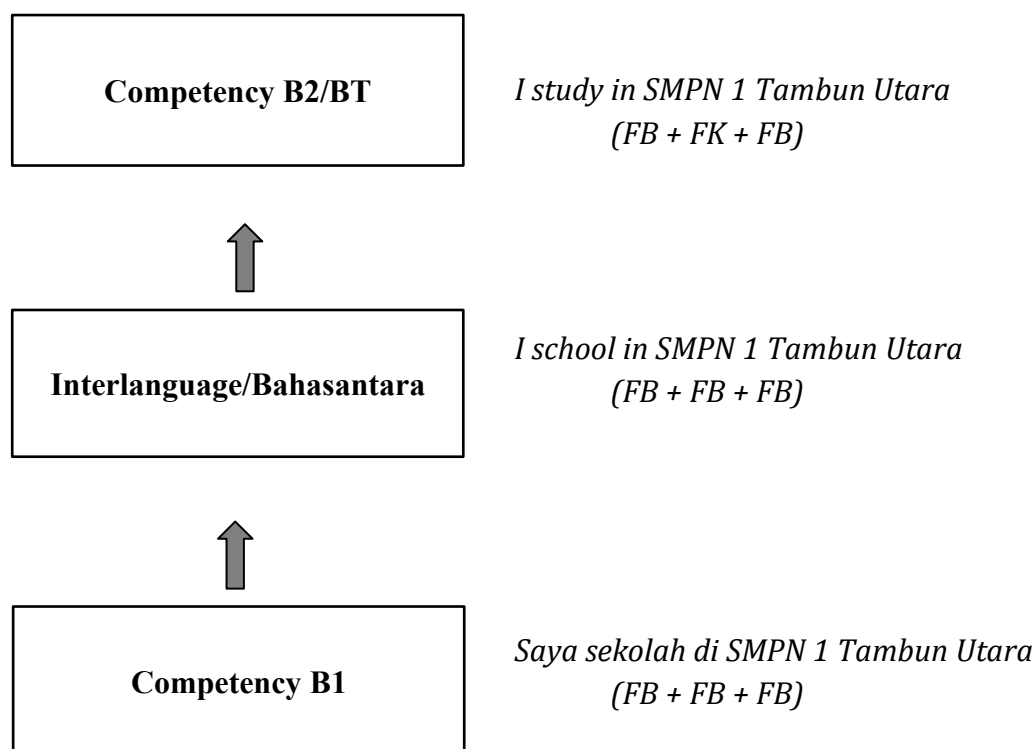 Competency B2/BT
I study in SMPN 1 Tambun Utara
(FB + FK + FB)
Interlanguage/Bahasantara
I school in SMPN 1 Tambun Utara
(FB + FB + FB)
Competency B1
Saya sekolah di SMPN 1 Tambun Utara
(FB + FB + FB)